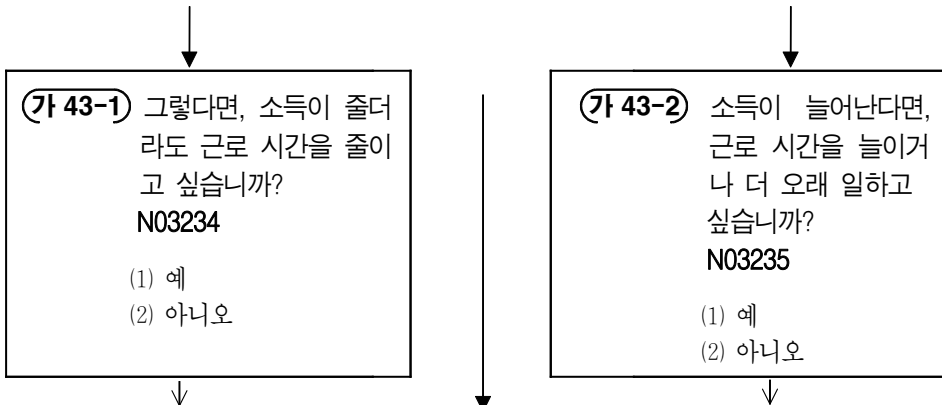 가 43-1 그렇다면, 소득이 줄더
라도 근로 시간을 줄이
고 싶습니까?
N03234
(1) 예
(2) 아니오
가 43-2 소득이 늘어난다면,
근로 시간을 늘이거
나 더 오래 일하고
싶습니까?
N03235
(1) 예
(2) 아니오